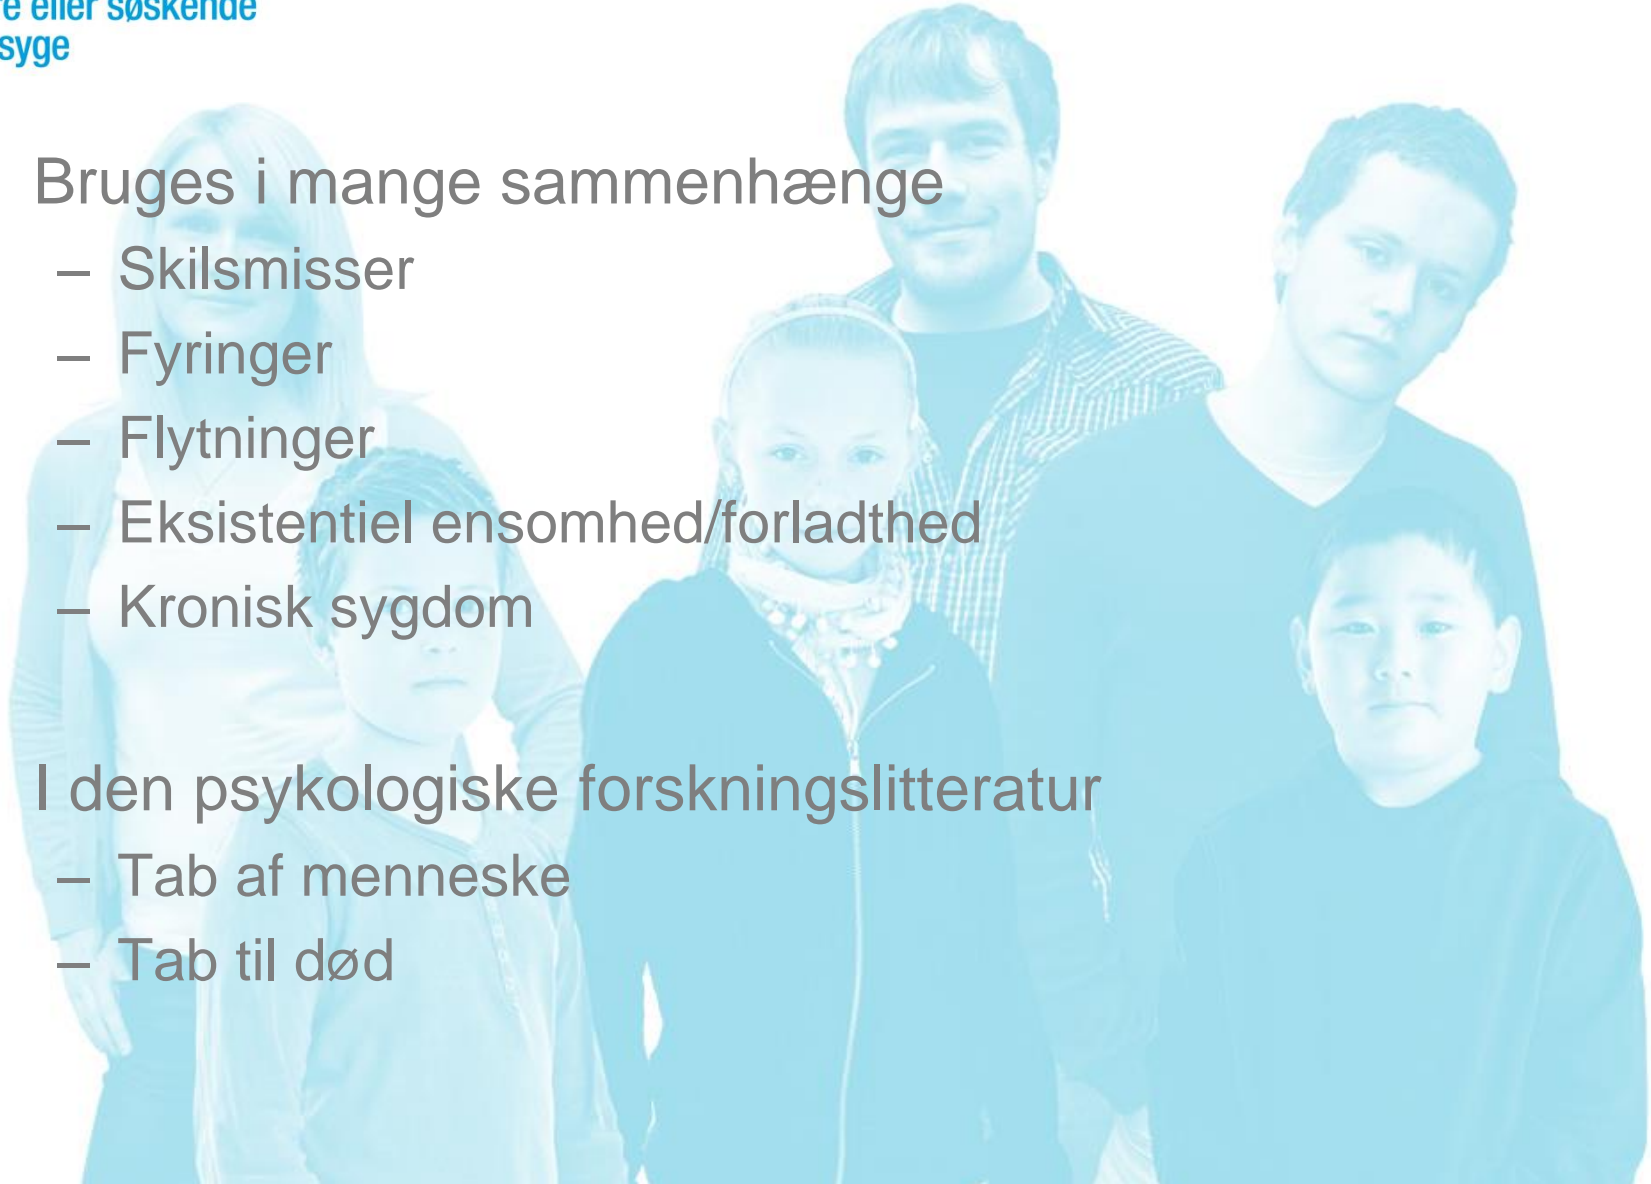 eller søskende
syge
Bruges i mange sammenhænge
– Skilsmisser
– Fyringer
– Flytninger
– Eksistentiel ensomhed/forladthed
– Kronisk sygdom
I den psykologiske forskningslitteratur
– Tab af menneske
– Tab til død